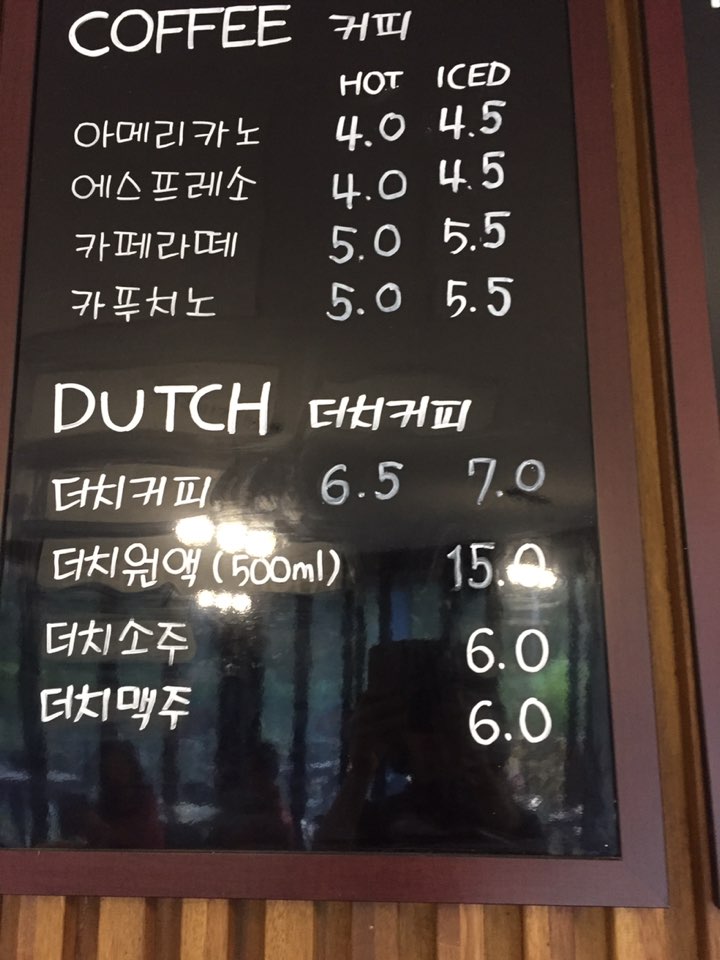 COFFEE 커피
HOT ICED
아메리카노 4.0 4.5
에스프레소 4.0 4.5
카페라떼 5.0 5.5
카푸치노 5.0 5.5
DUTCH 더치커피
더치커피 6.5 7.0
더치원액 (500ml) 15.0
더치소주 6.0
더치맥주 6.0